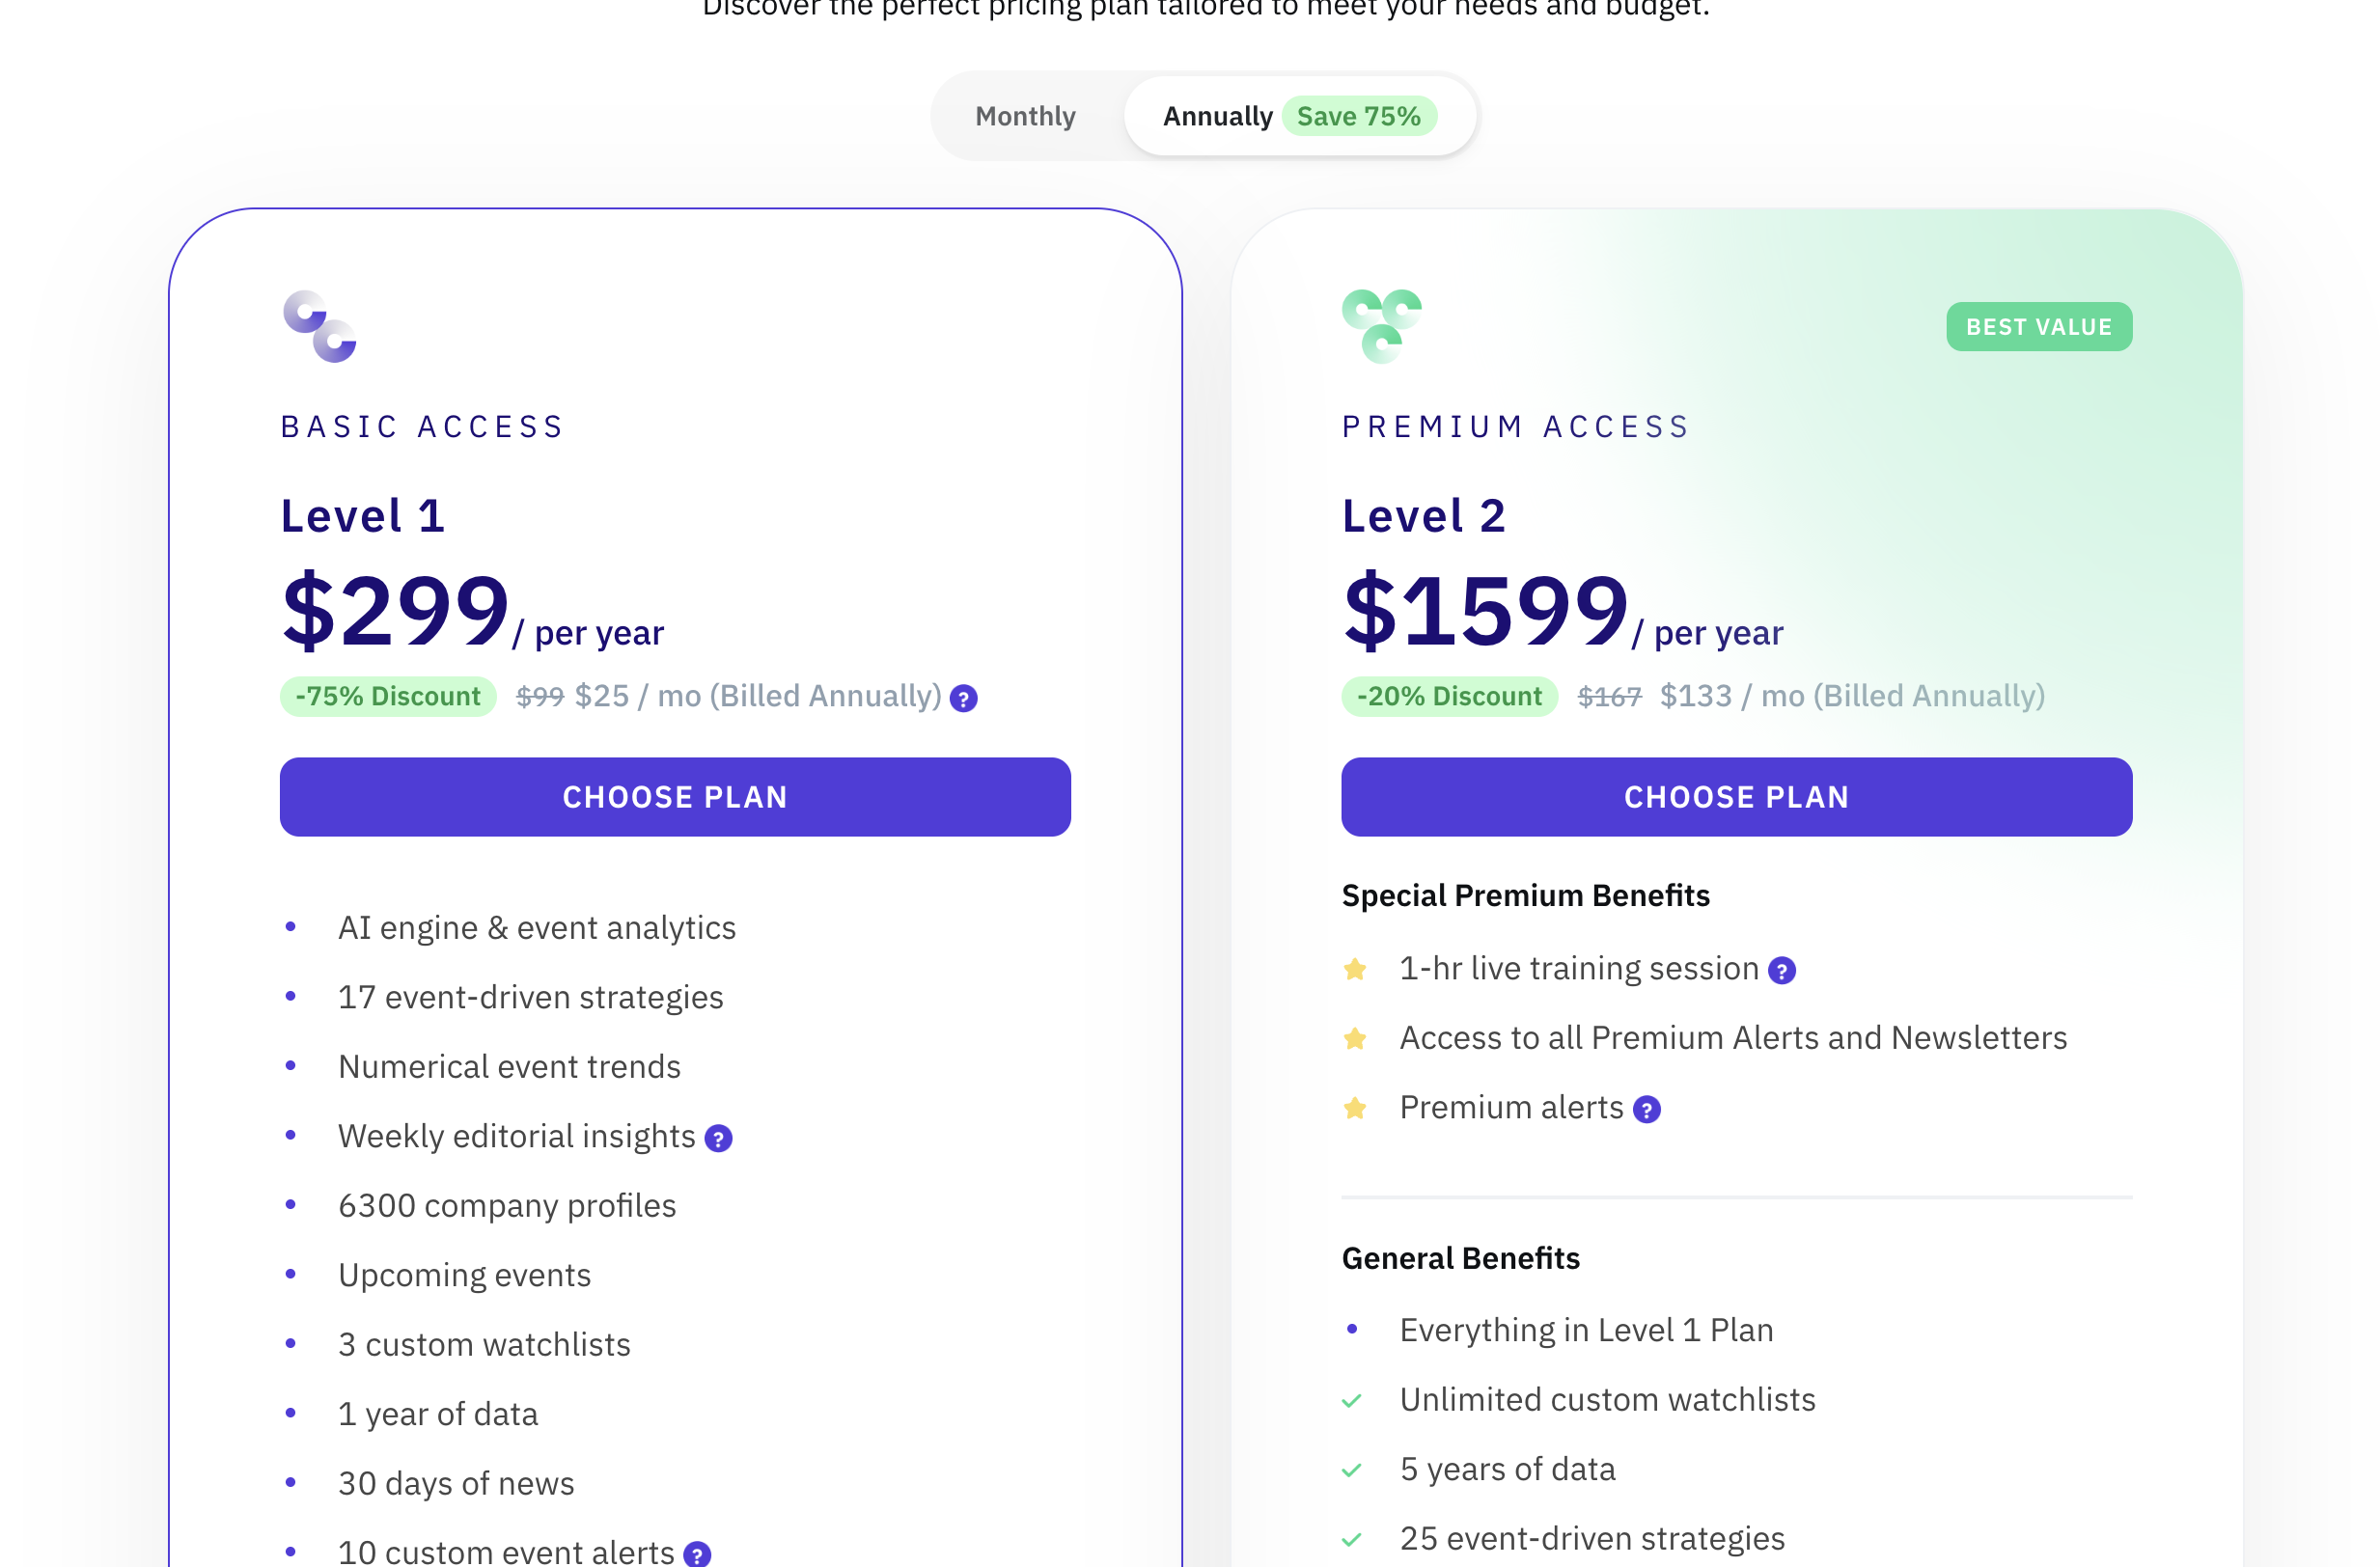 Discover the perfect pricing plan tailored to meet your needs and budget.
Monthly
Annually Save 75%
BASIC ACCESS
Level 1
$299/ per year
-75% Discount $99 $25 / mo (Billed Annually) ?
CHOOSE PLAN
AI engine & event analytics
17 event-driven strategies
Numerical event trends
Weekly editorial insights ?
6300 company profiles
Upcoming events
3 custom watchlists
1 year of data
30 days of news
10 custom event alerts ?
BEST VALUE
PREMIUM ACCESS
Level 2
$1599/ per year
-20% Discount $167 $133 / mo (Billed Annually)
CHOOSE PLAN
Special Premium Benefits
1-hr live training session ?
Access to all Premium Alerts and Newsletters
Premium alerts ?
General Benefits
Everything in Level 1 Plan
Unlimited custom watchlists
5 years of data
25 event-driven strategies